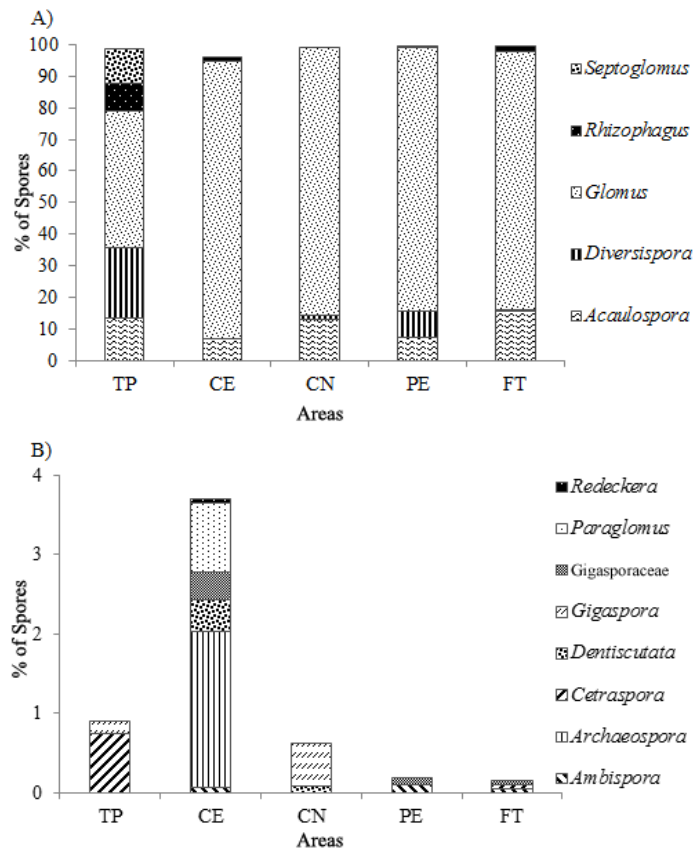 A)
100
90
80
70
60
50
40
30
20
10
0
% of Spores
TP CE CN PE FT
Areas
Septoglomus
Rhizophagus
Glomus
Diversispora
Acaulospora
B)
4
3
2
1
0
% of Spores
TP CE CN PE FT
Areas
Redeckera
Paraglomus
Gigasporaceae
Gigaspora
Dentiscutata
Cetraspora
Archaeospora
Ambispora